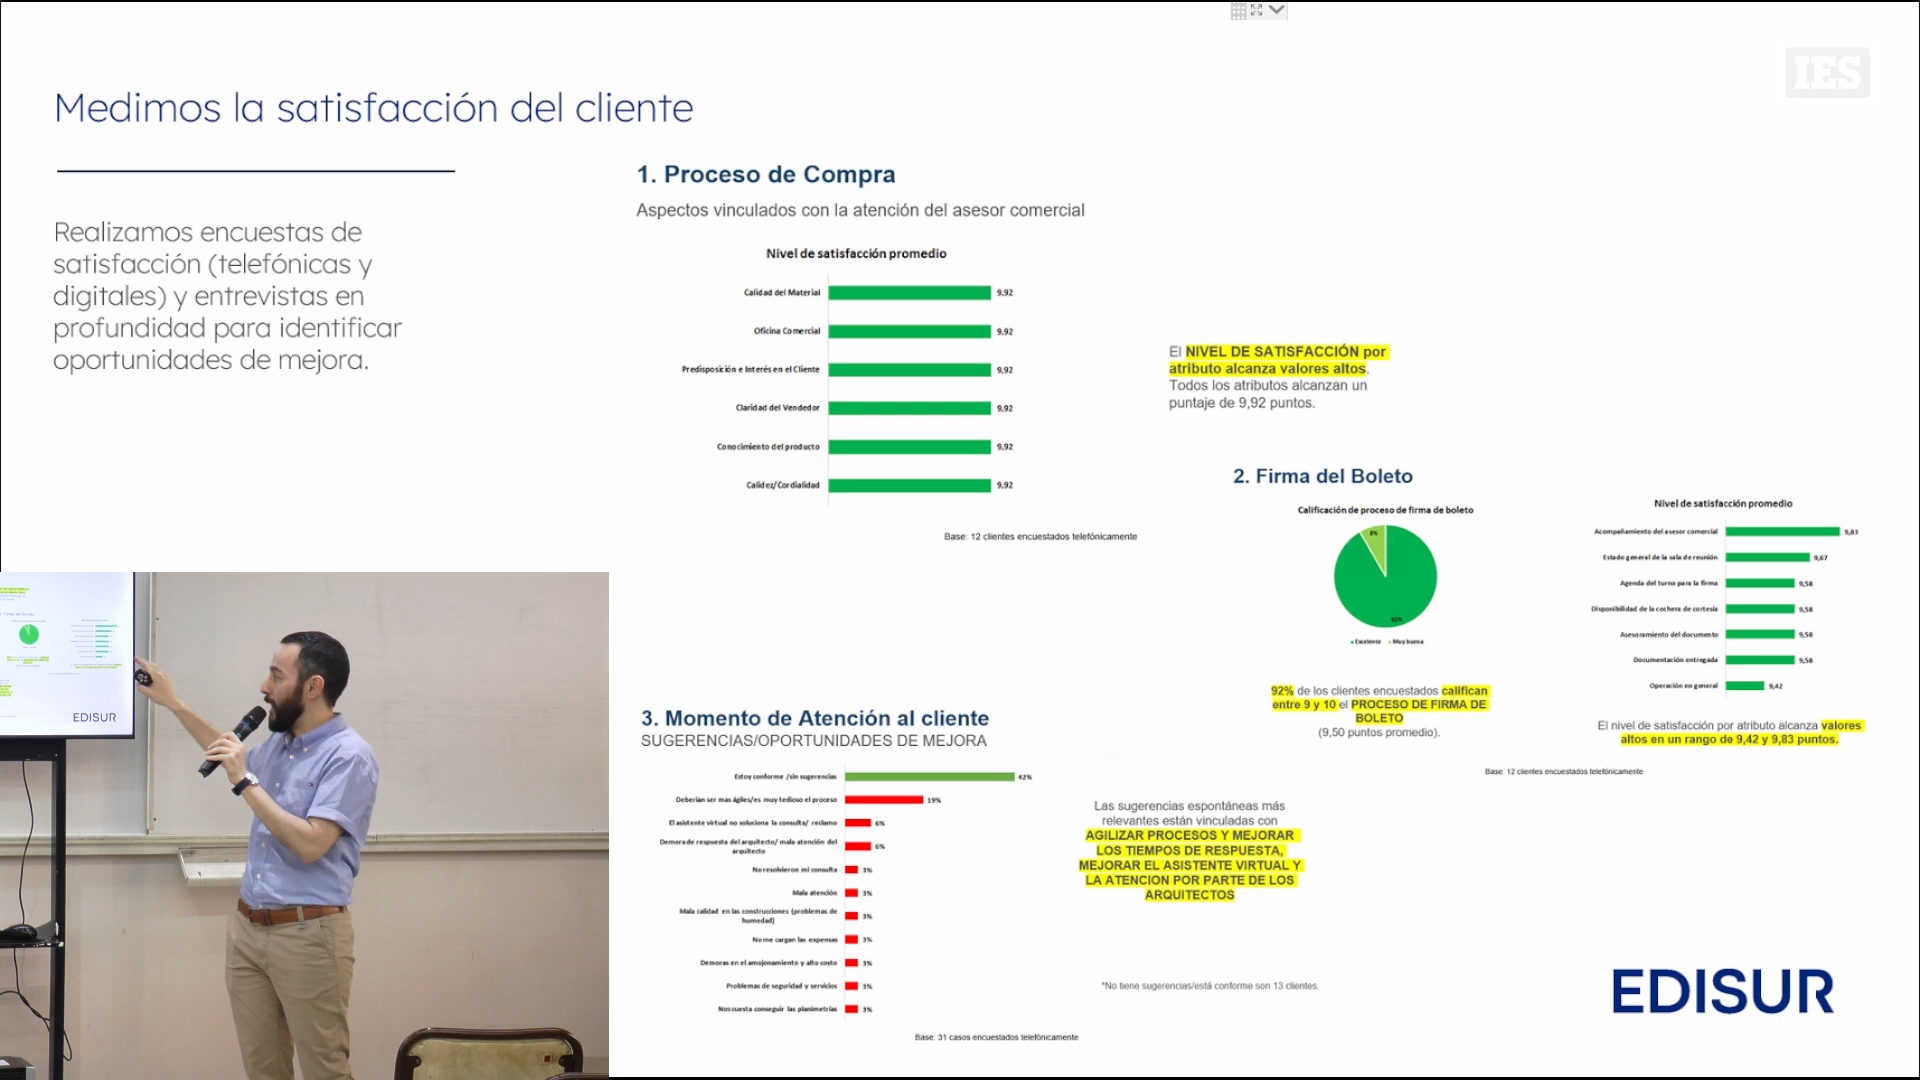 IES
Medimos la satisfacción del cliente
Realizamos encuestas de
satisfacción (telefónicas y
digitales) y entrevistas en
profundidad para identificar
oportunidades de mejora.
1. Proceso de Compra
Aspectos vinculados con la atención del asesor comercial
Nivel de satisfacción promedio
Calidad del Material 9,92
Oficina Comercial 9,92
Predisposición e Interés en el Cliente 9,92
Claridad del Vendedor 9,92
Conocimiento del producto 9,92
Calidez/Cordialidad 9,92
Base: 12 clientes encuestados telefónicamente
El NIVEL DE SATISFACCIÓN por
atributo alcanza valores altos.
Todos los atributos alcanzan un
puntaje de 9,92 puntos.
2. Firma del Boleto
Calificación de proceso de firma de boleto
8%
92%
Excelente Muy buena
92% de los clientes encuestados califican
entre 9 y 10 el PROCESO DE FIRMA DE
BOLETO
(9,50 puntos promedio).
Nivel de satisfacción promedio
Acompañamiento del asesor comercial 9,83
Estado general de la sala de reunión 9,67
Agenda del turno para la firma 9,58
Disponibilidad de la cochera de cortesía 9,58
Asesoramiento del documento 9,58
Documentación entregada 9,58
Operación en general 9,42
El nivel de satisfacción por atributo alcanza valores
altos en un rango de 9,42 y 9,83 puntos.
Base: 12 clientes encuestados telefónicamente
3. Momento de Atención al cliente
SUGERENCIAS/OPORTUNIDADES DE MEJORA
Estoy conforme /sin sugerencias 42%
Deberían ser mas ágiles/es muy tedioso el proceso 19%
El asistente virtual no soluciona la consulta/ reclamo 6%
Demora de respuesta del arquitecto/ mala atención del
arquitecto 6%
No resolvieron mi consulta 3%
Mala atención 3%
Mala calidad en las construcciones (problemas de
humedad) 3%
No me cargan las expensas 3%
Demoras en el amojonamiento y alto costo 3%
Problemas de seguridad y servicios 3%
Nos cuesta conseguir las planimetrías 3%
Base: 31 casos encuestados telefónicamente
Las sugerencias espontáneas más
relevantes están vinculadas con
AGILIZAR PROCESOS Y MEJORAR
LOS TIEMPOS DE RESPUESTA,
MEJORAR EL ASISTENTE VIRTUAL Y
LA ATENCION POR PARTE DE LOS
ARQUITECTOS
*No tiene sugerencias/está conforme son 13 clientes.
EDISUR
EDISUR